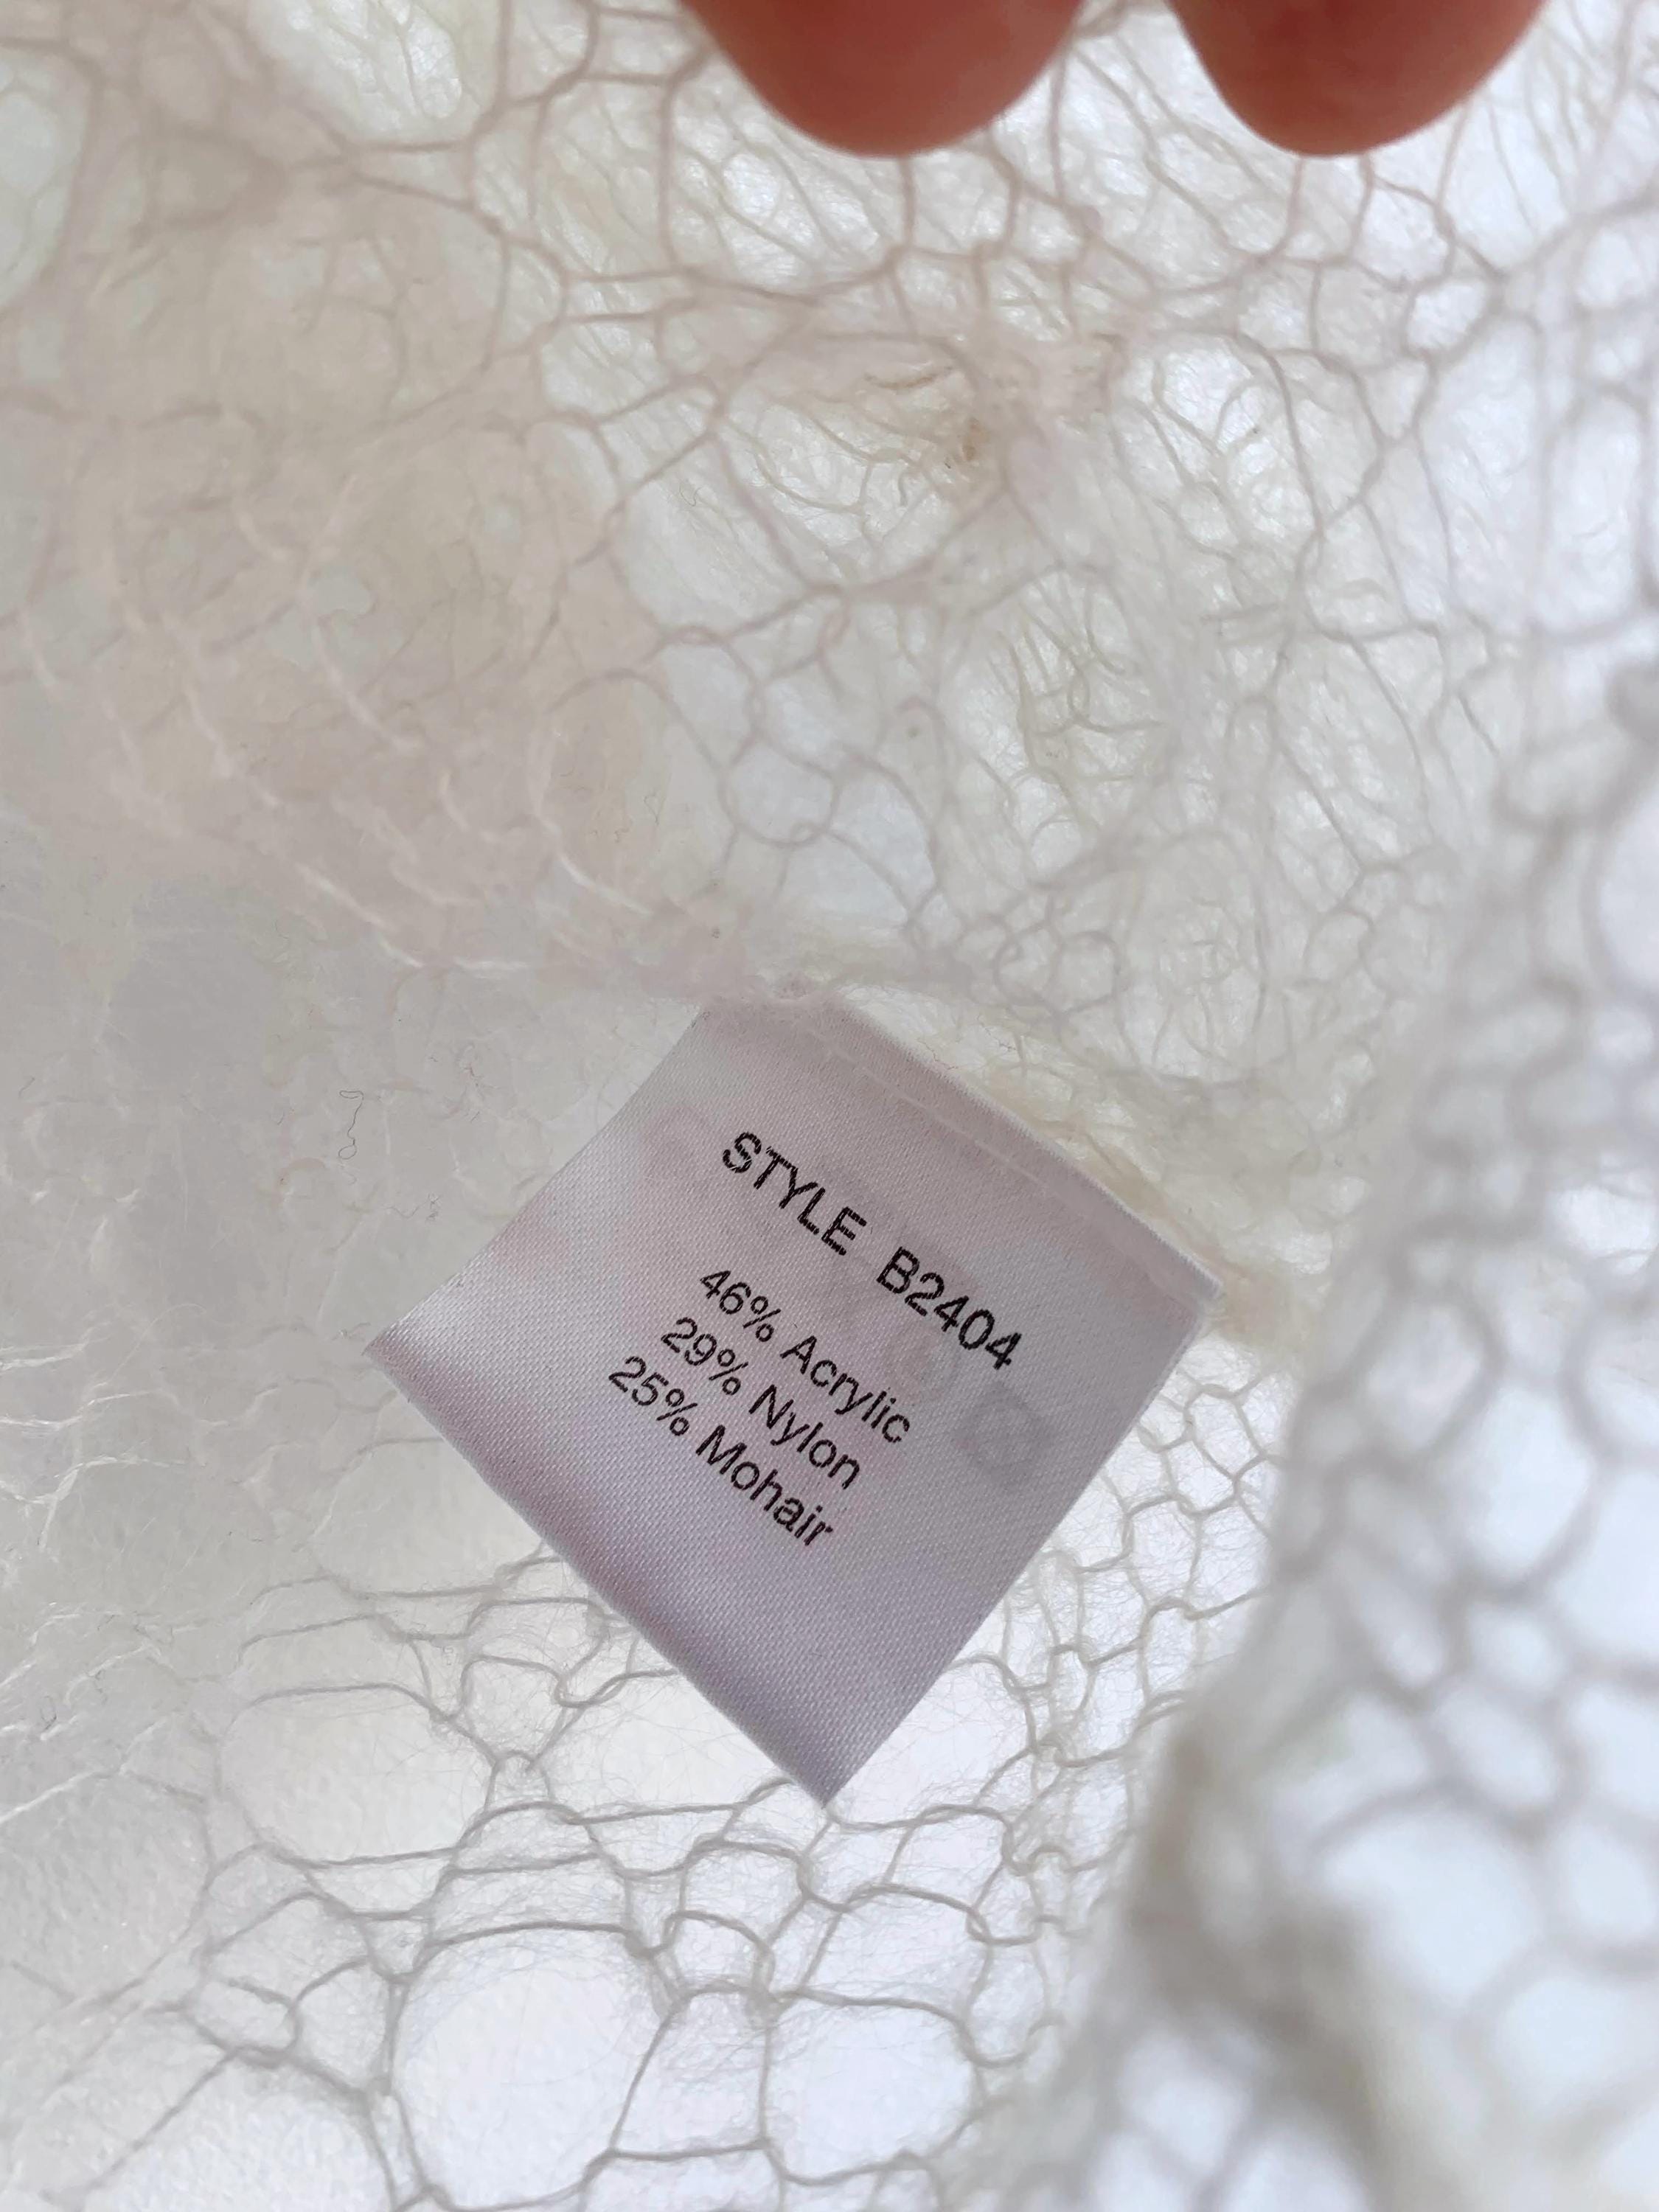 STYLE B2404
46% Acrylic
29% Nylon
25% Mohair